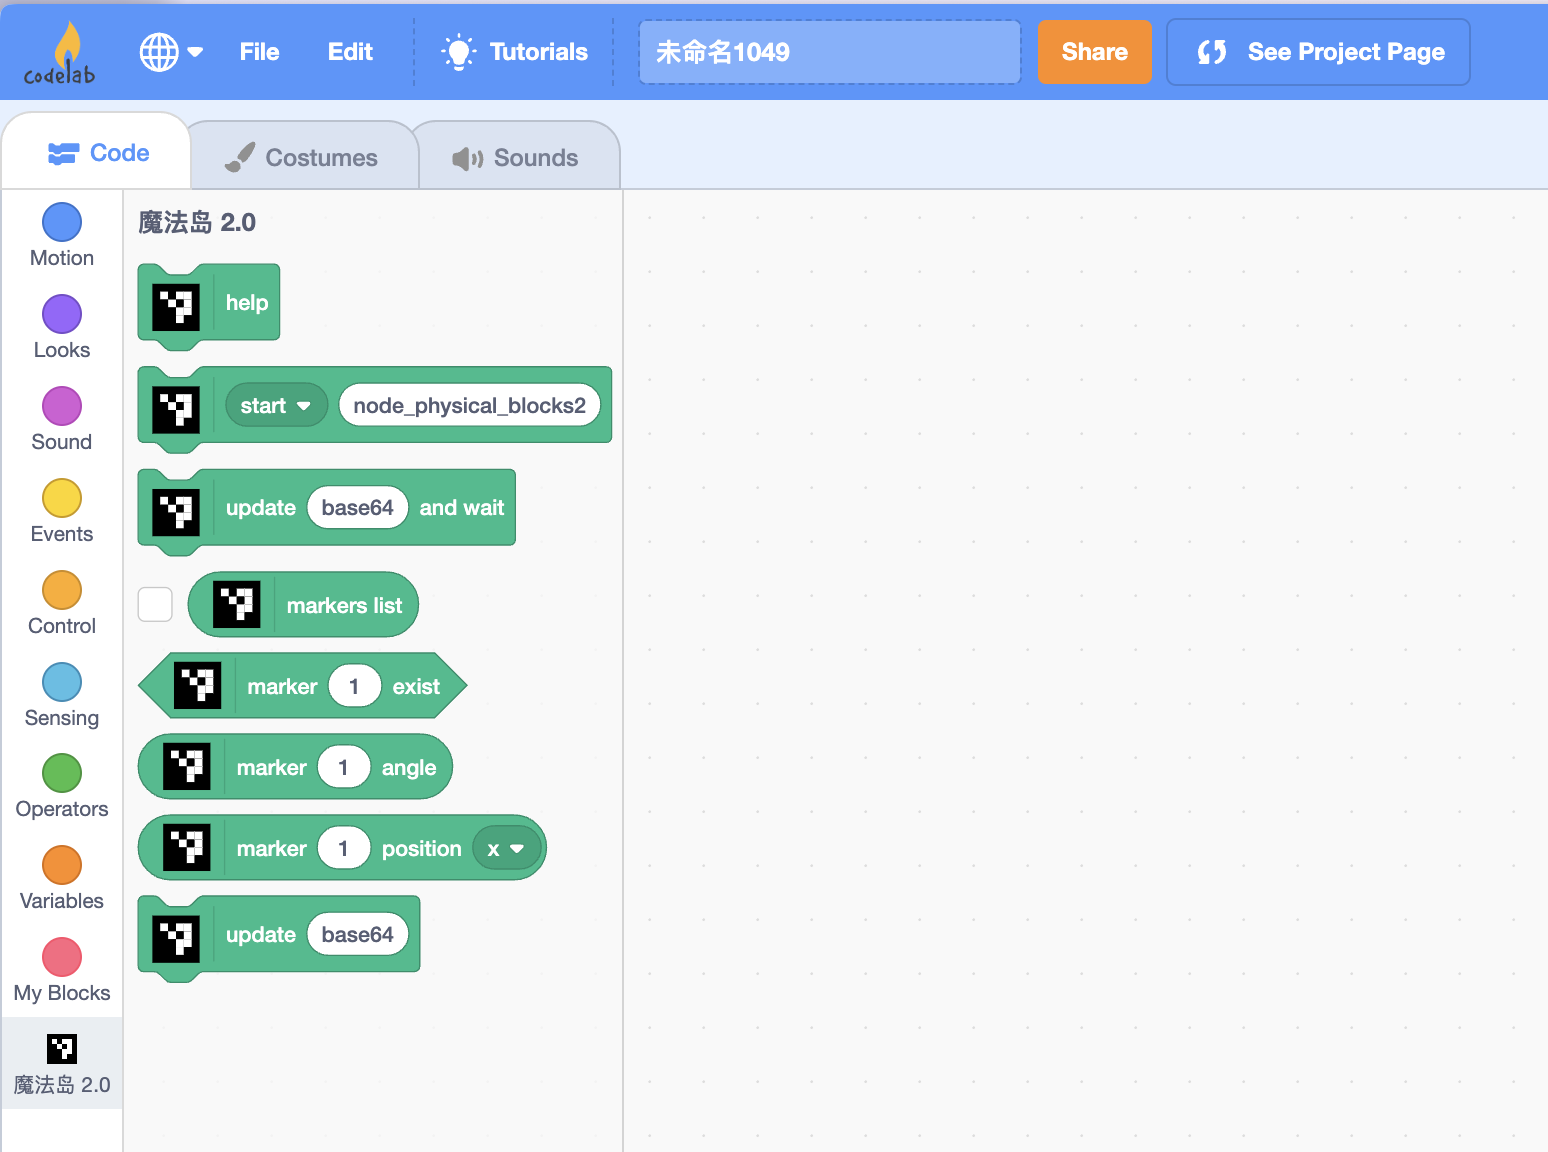 codelab File Edit Tutorials 未命名1049 Share See Project Page
Code Costumes Sounds
Motion
Looks
Sound
Events
Control
Sensing
Operators
Variables
My Blocks
魔法岛 2.0
魔法岛 2.0
help
start node_physical_blocks2
update base64 and wait
markers list
marker 1 exist
marker 1 angle
marker 1 position x
update base64